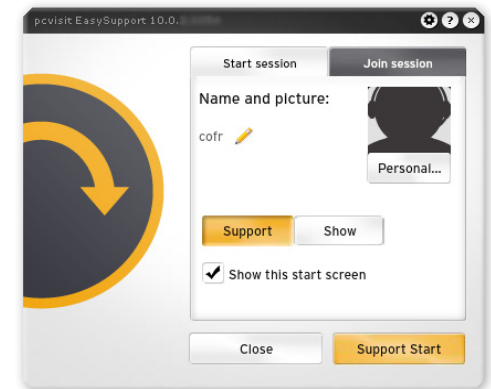 pcvisit EasySupport 10.0.
Start session
Join session
Name and picture:
cofr
Personal...
Support
Show
Show this start screen
Close
Support Start